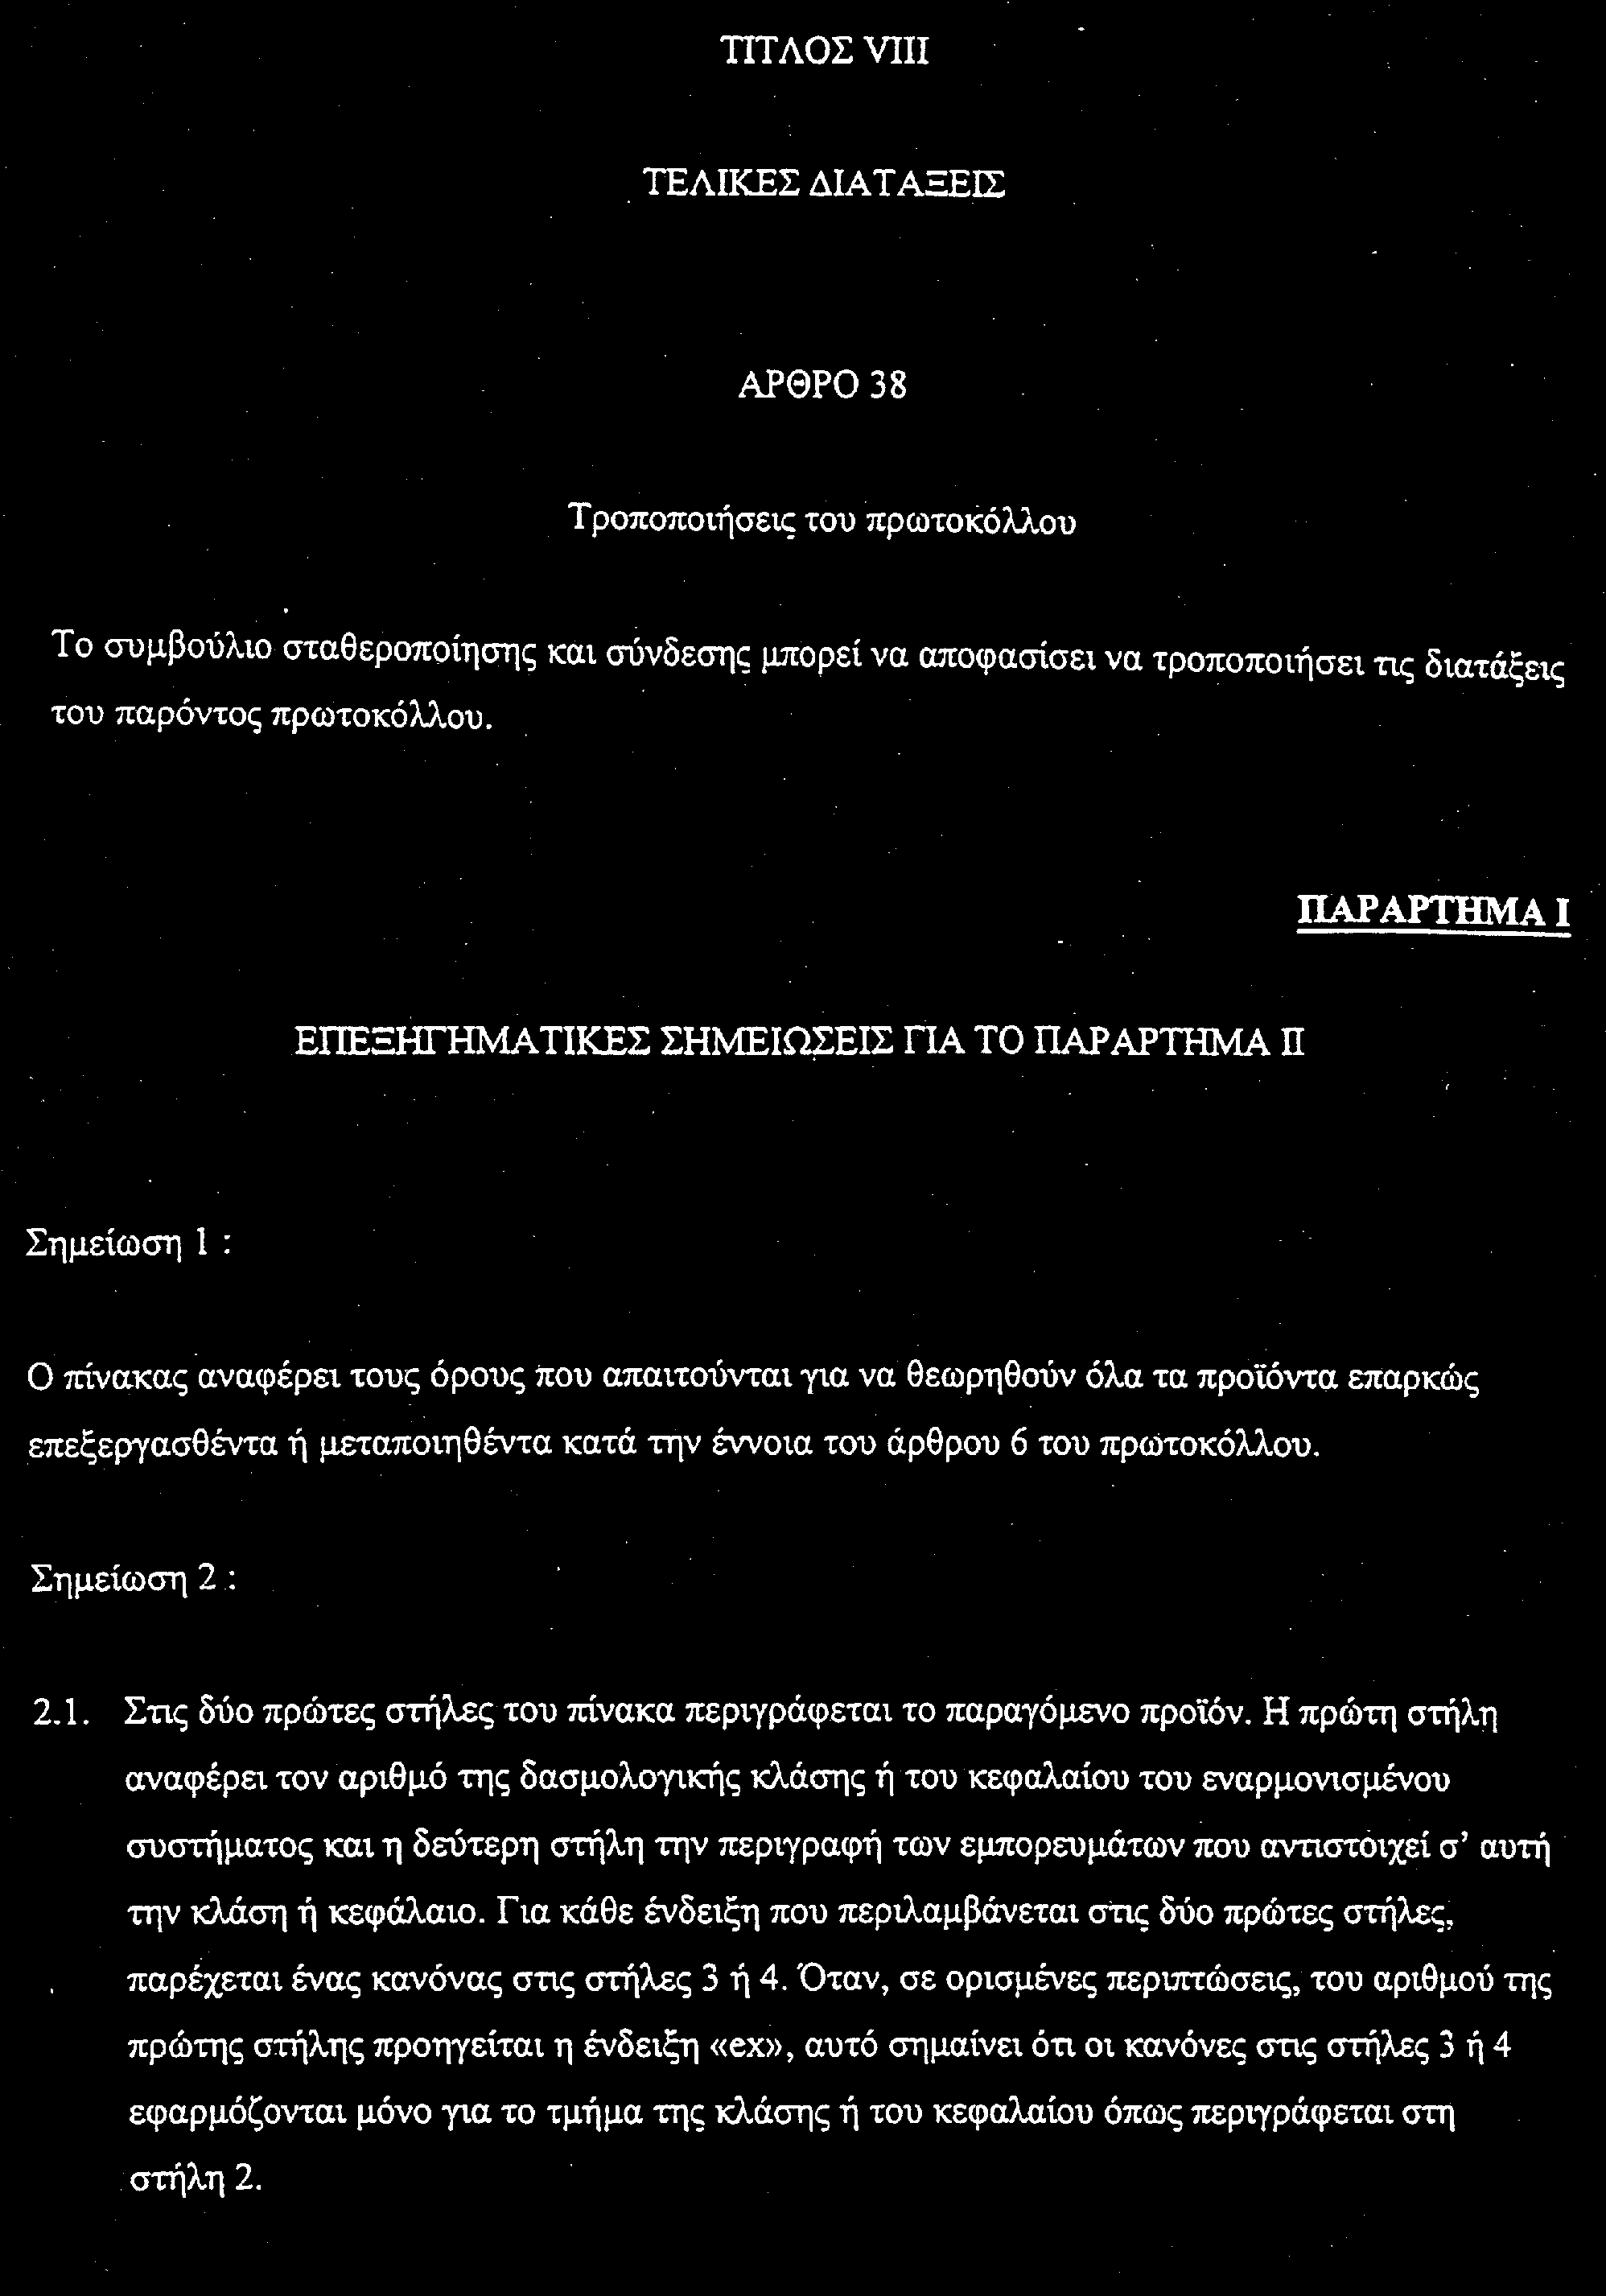 ΤΙΤΛΟΣ VIII
ΤΕΛΙΚΕΣ ΔΙΑΤΑΞΕΙΣ
ΑΡΘΡΟ 38
Τροποποιήσεις του πρωτοκόλλου
Το συμβούλιο σταθεροποίησης και σύνδεσης μπορεί να αποφασίσει να τροποποιήσει τις διατάξεις
του παρόντος πρωτοκόλλου.
ΠΑΡΑΡΤΗΜΑ Ι
ΕΠΕΞΗΓΗΜΑΤΙΚΕΣ ΣΗΜΕΙΩΣΕΙΣ ΓΙΑ ΤΟ ΠΑΡΑΡΤΗΜΑ ΙΙ
Σημείωση 1 :
Ο πίνακας αναφέρει τους όρους που απαιτούνται για να θεωρηθούν όλα τα προϊόντα επαρκώς
επεξεργασθέντα ή μεταποιηθέντα κατά την έννοια του άρθρου 6 του πρωτοκόλλου.
Σημείωση 2 :
2.1. Στις δύο πρώτες στήλες του πίνακα περιγράφεται το παραγόμενο προϊόν. Η πρώτη στήλη
αναφέρει τον αριθμό της δασμολογικής κλάσης ή του κεφαλαίου του εναρμονισμένου
συστήματος και η δεύτερη στήλη την περιγραφή των εμπορευμάτων που αντιστοιχεί σ’ αυτή
την κλάση ή κεφάλαιο. Για κάθε ένδειξη που περιλαμβάνεται στις δύο πρώτες στήλες,
παρέχεται ένας κανόνας στις στήλες 3 ή 4. Όταν, σε ορισμένες περιπτώσεις, του αριθμού της
πρώτης στήλης προηγείται η ένδειξη «ex», αυτό σημαίνει ότι οι κανόνες στις στήλες 3 ή 4
εφαρμόζονται μόνο για το τμήμα της κλάσης ή του κεφαλαίου όπως περιγράφεται στη
στήλη 2.